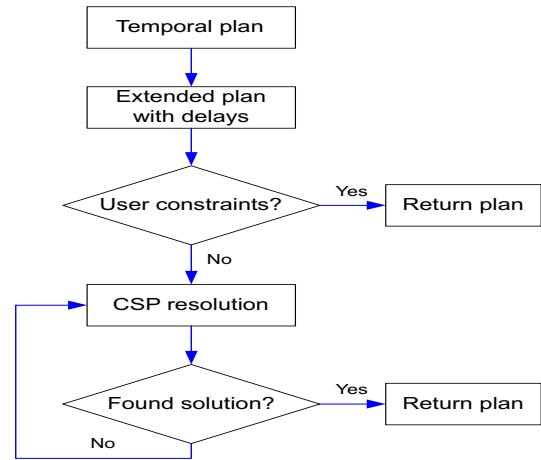 Temporal plan
Extended plan
with delays
User constraints?
Yes
Return plan
No
CSP resolution
Found solution?
Yes
Return plan
No